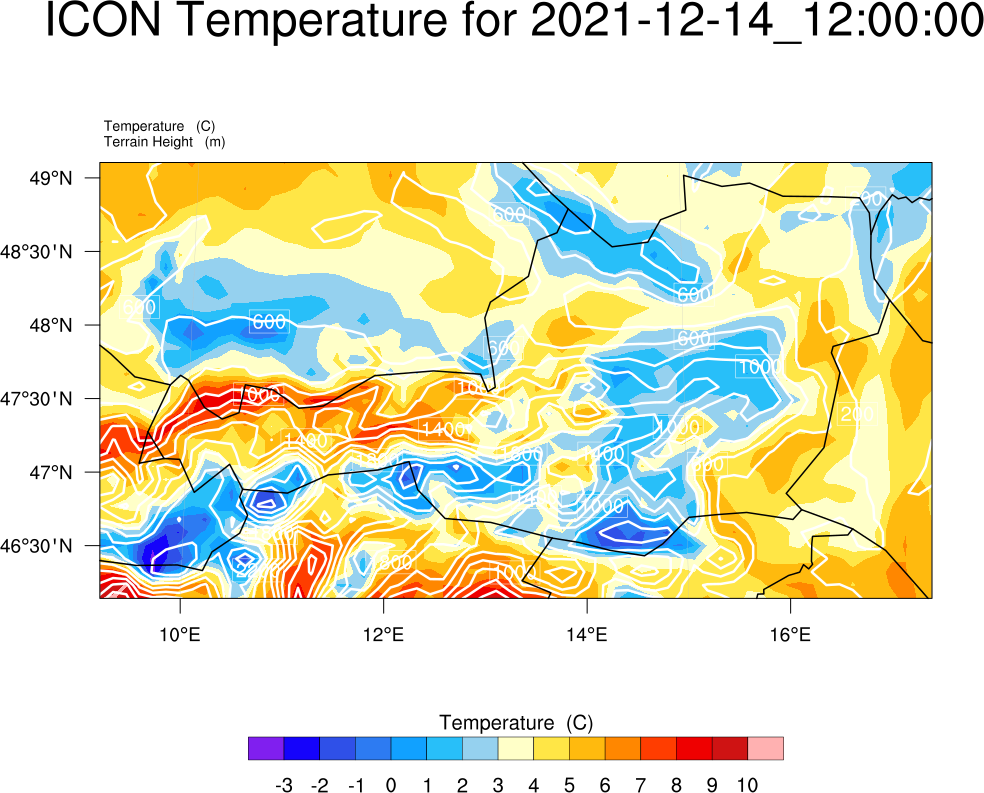 ICON Temperature for 2021-12-14_12:00:00
Temperature (C)
Terrain Height (m)
49°N
48°30'N
48°N
47°30'N
47°N
46°30'N
600
600
600
600
1000
1000
200
1400
1400
1000
1400
1000
10°E
12°E
14°E
16°E
Temperature (C)
-3 -2 -1 0 1 2 3 4 5 6 7 8 9 10